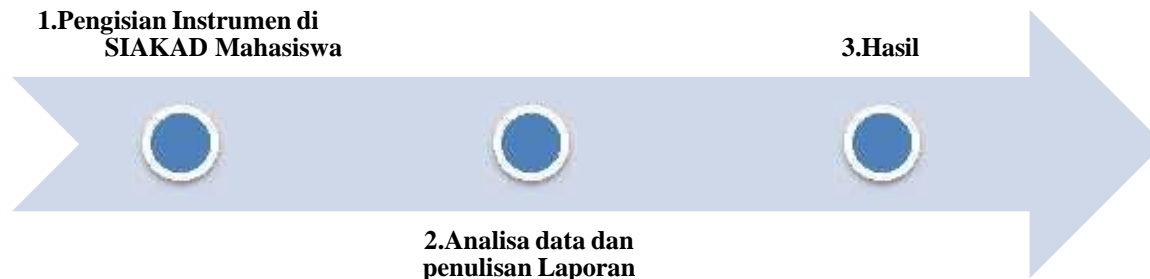 1.Pengisian Instrumen di
SIAKAD Mahasiswa
2.Analisa data dan
penulisan Laporan
3.Hasil